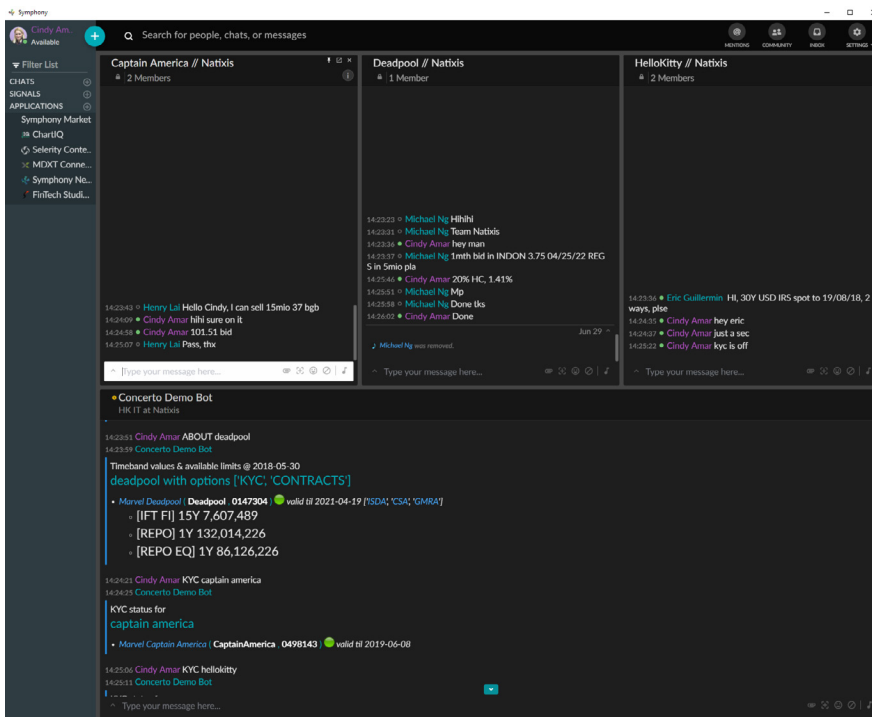 Symphony
Cindy Am.
Available
Search for people, chats, or messages
MENTIONS
COMMUNITY
INBOX
SETTINGS
Filter List
CHATS
SIGNALS
APPLICATIONS
Symphony Market
ChartIQ
Selerity Conte...
MDXT Conne...
Symphony Ne...
FinTech Studi...
Captain America // Natixis
2 Members
14:23:43 Henry Lai Hello Cindy, I can sell 15mio 37 bgb
14:24:09 Cindy Amar hihi sure on it
14:24:58 Cindy Amar 101.51 bid
14:25:07 Henry Lai Pass, thx
Type your message here...
Deadpool // Natixis
1 Member
14:23:23 Michael Ng Hihihi
14:23:31 Michael Ng Team Natixis
14:23:36 Cindy Amar hey man
14:23:37 Michael Ng 1mth bid in INDON 3.75 04/25/22 REG
S in 5mio pla
14:25:46 Cindy Amar 20% HC, 1.41%
14:25:51 Michael Ng Mp
14:25:58 Michael Ng Done tks
14:26:02 Cindy Amar Done
Jun 29
Michael Ng was removed.
Type your message here...
HelloKitty // Natixis
2 Members
14:23:56 Eric Guillermin HI, 30Y USD IRS spot to 19/08/18, 2
ways, plse
14:24:35 Cindy Amar hey eric
14:24:37 Cindy Amar just a sec
14:25:22 Cindy Amar kyc is off
Type your message here...
Concerto Demo Bot
HK IT at Natixis
14:23:51 Cindy Amar ABOUT deadpool
14:23:59 Concerto Demo Bot
Timeband values & available limits @ 2018-05-30
deadpool with options ['KYC', 'CONTRACTS']
• Marvel Deadpool ( Deadpool . 0147304 ) valid til 2021-04-19 ['ISDA', 'CSA', 'GMRA']
[IFT FI] 15Y 7,607,489
[REPO] 1Y 132,014,226
[REPO EQ] 1Y 86,126,226
14:24:21 Cindy Amar KYC captain america
14:24:25 Concerto Demo Bot
KYC status for
captain america
• Marvel Captain America ( CaptainAmerica . 0498143 ) valid til 2019-06-08
14:25:06 Cindy Amar KYC hellokitty
14:25:11 Concerto Demo Bot
Type your message here...